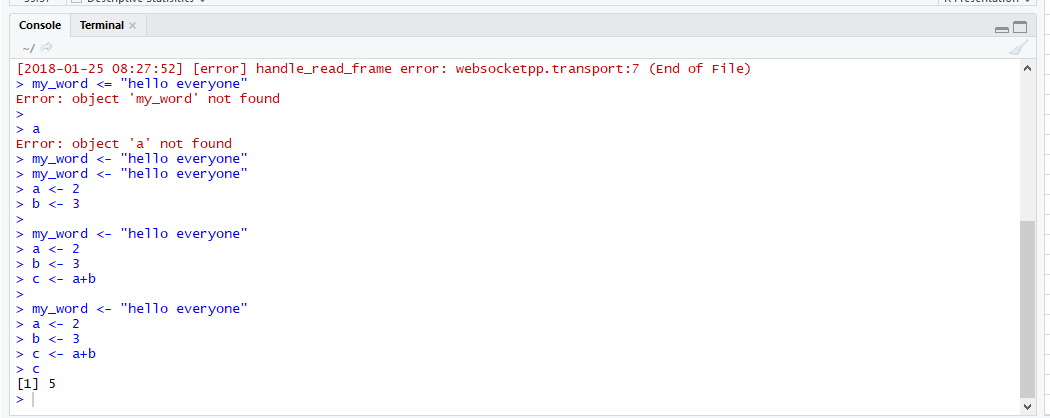 Console Terminal ×
~/
[2018-01-25 08:27:52] [error] handle_read_frame error: websocketpp.transport:7 (End of File)
> my_word <= "hello everyone"
Error: object 'my_word' not found
>
> a
Error: object 'a' not found
> my_word <- "hello everyone"
> my_word <- "hello everyone"
> a <- 2
> b <- 3
>
> my_word <- "hello everyone"
> a <- 2
> b <- 3
> c <- a+b
>
> my_word <- "hello everyone"
> a <- 2
> b <- 3
> c <- a+b
> c
[1] 5
>